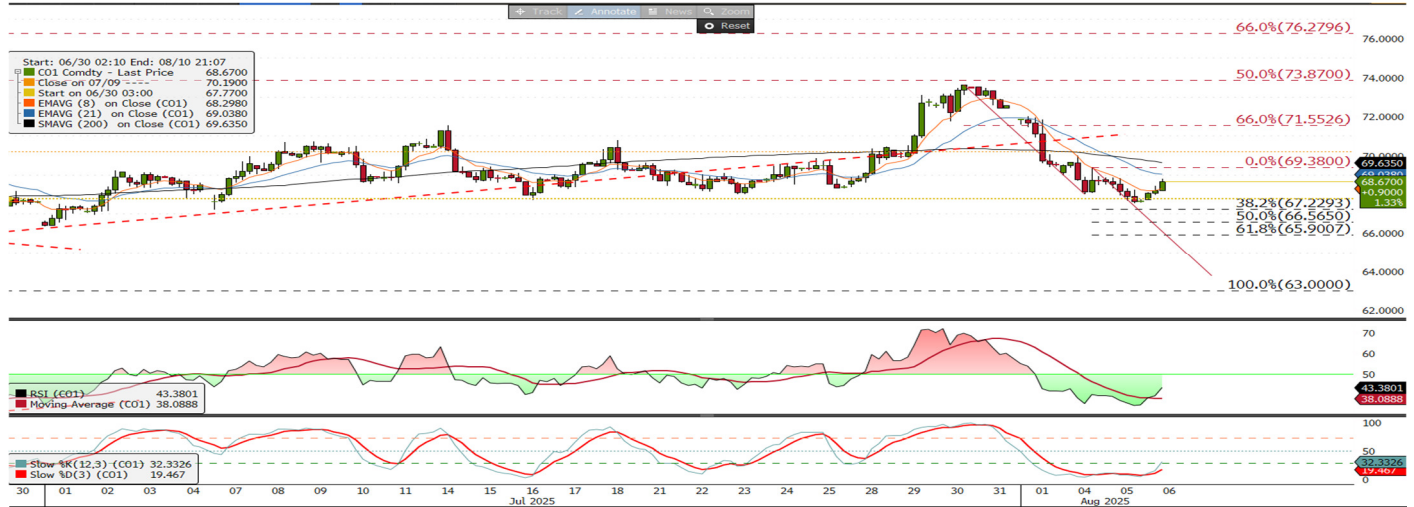 Track Annotate News Zoom
Reset
Start: 06/30 02:10 End: 08/10 21:07
CO1 Comdty - Last Price 68.6700
Close on 07/09 ---- 70.1900
Start on 06/30 03:00 67.7700
EMAVG (8) on Close (CO1) 68.2980
EMAVG (21) on Close (CO1) 69.0380
SMAVG (200) on Close (CO1) 69.6350
66.0%(76.2796)
76.0000
50.0%(73.8700)
74.0000
72.0000
66.0%(71.5526)
70.0000
0.0%(69.3800)
69.6350
69.0380
68.6700
+0.9000
1.33%
38.2%(67.2293)
50.0%(66.5650)
66.0000
61.8%(65.9007)
64.0000
100.0%(63.0000)
62.0000
70
60
50
RSI (CO1) 43.3801
Moving Average (CO1) 38.0888
43.3801
38.0888
100
50
0
Slow %K(12,3) (CO1) 32.3326
Slow %D(3) (CO1) 19.467
32.3326
19.467
30 01 02 03 04 07 08 09 10 11 14 15 16 17 18 21 22 23 24 25 28 29 30 31 01 04 05 06
Jul 2025 Aug 2025